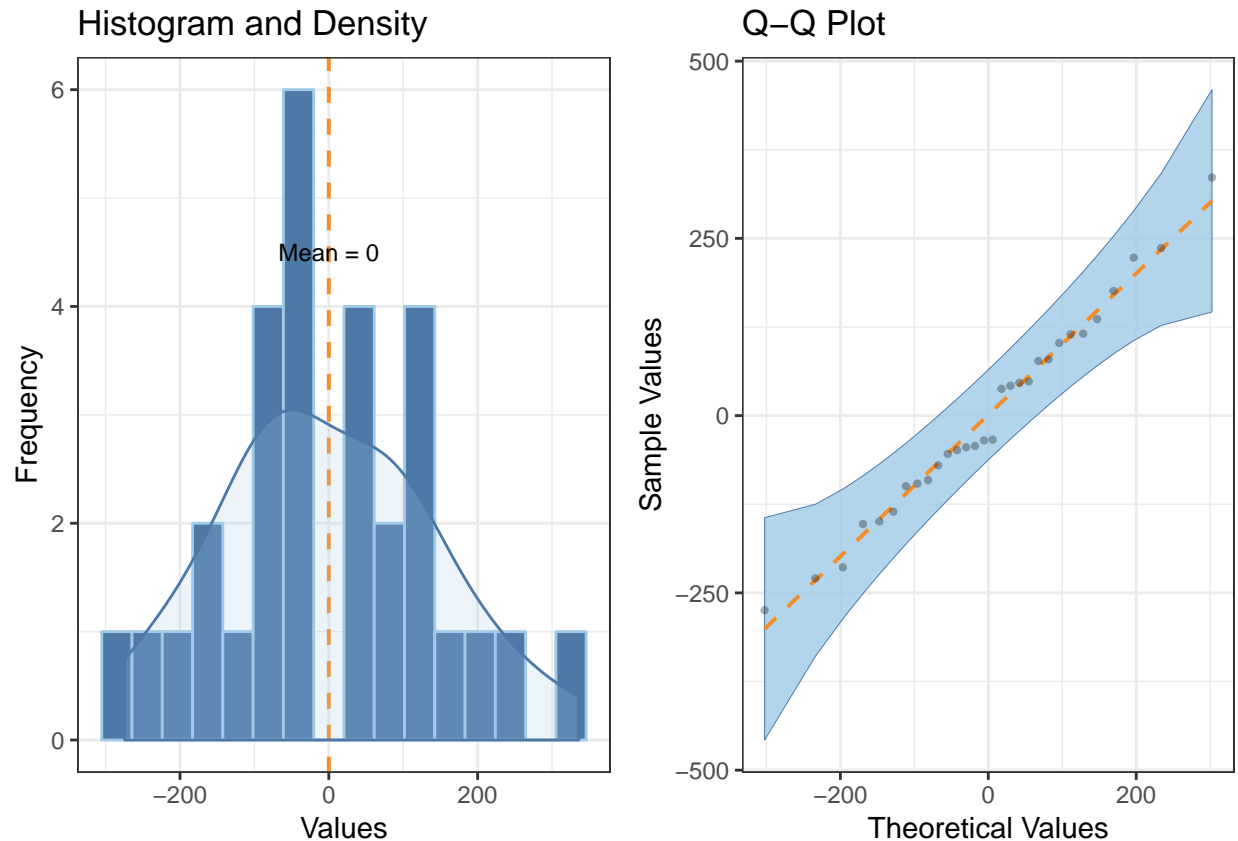 Histogram and Density
Frequency
6
4
2
0
Mean = 0
−200
0
200
Values
Q−Q Plot
Sample Values
500
250
0
−250
−500
−200
0
200
Theoretical Values